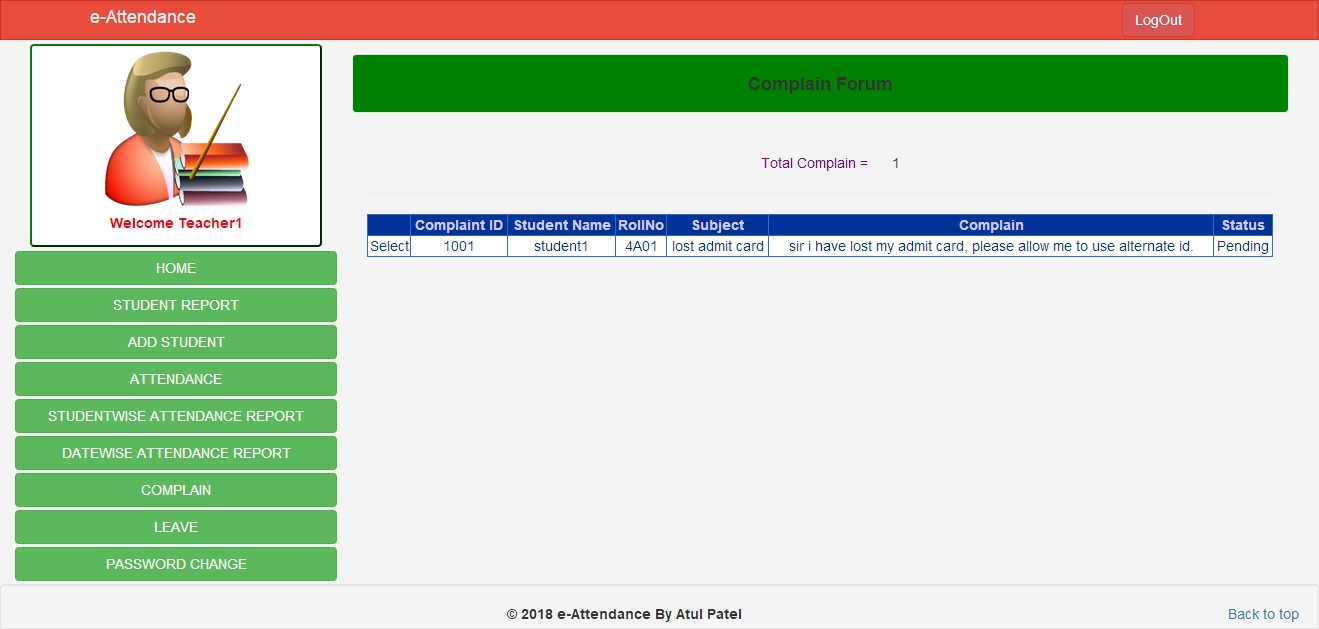 e-Attendance
LogOut
Welcome Teacher1
HOME
STUDENT REPORT
ADD STUDENT
ATTENDANCE
STUDENTWISE ATTENDANCE REPORT
DATEWISE ATTENDANCE REPORT
COMPLAIN
LEAVE
PASSWORD CHANGE
Complain Forum
Total Complain = 1
Complaint ID Student Name RollNo Subject Complain Status
Select 1001 student1 4A01 lost admit card sir i have lost my admit card, please allow me to use alternate id. Pending
© 2018 e-Attendance By Atul Patel
Back to top